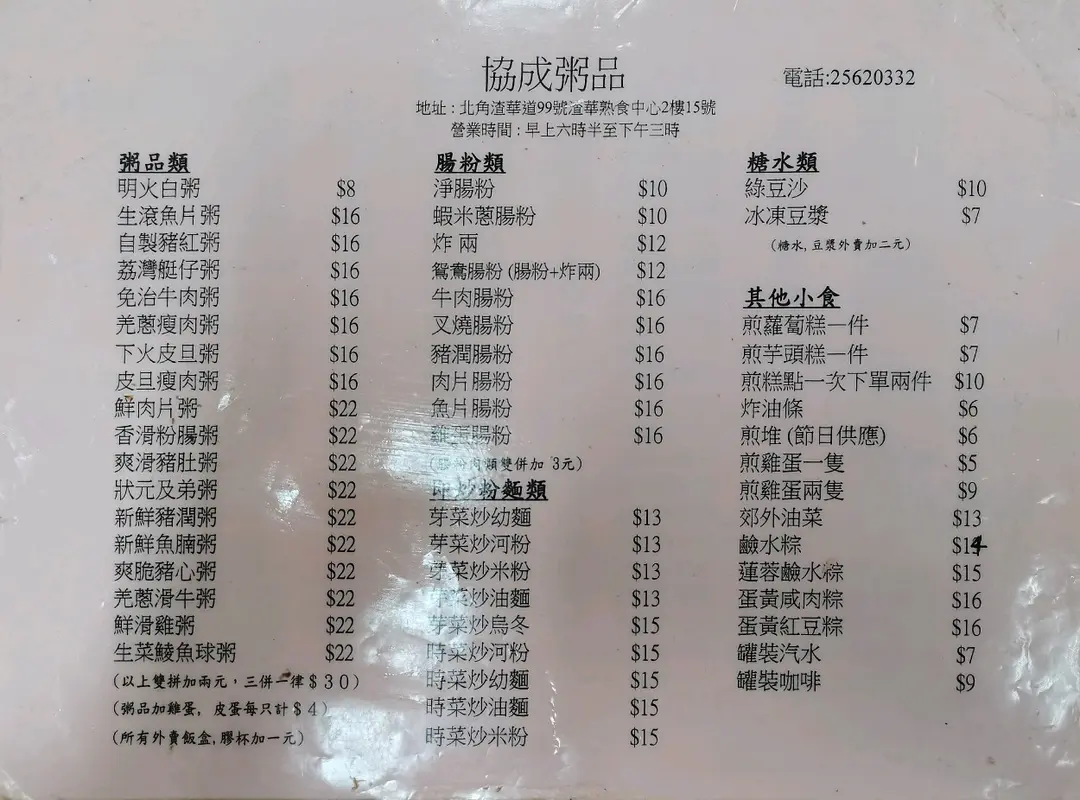 協成粥品
電話:25620332
地址 : 北角渣華道99號渣華熟食中心2樓15號
營業時間 : 早上六時半至下午三時
粥品類
明火白粥 $8
生滾魚片粥 $16
自製豬紅粥 $16
荔灣艇仔粥 $16
免治牛肉粥 $16
羌蔥瘦肉粥 $16
下火皮旦粥 $16
皮旦瘦肉粥 $16
鮮肉片粥 $22
香滑粉腸粥 $22
爽滑豬肚粥 $22
狀元及弟粥 $22
新鮮豬潤粥 $22
新鮮魚腩粥 $22
爽脆豬心粥 $22
羌蔥滑牛粥 $22
鮮滑雞粥 $22
生菜鯪魚球粥 $22
(以上雙拼加兩元，三併一律$30)
(粥品加雞蛋, 皮蛋每只計$4)
(所有外賣飯盒,膠杯加一元)
腸粉類
淨腸粉 $10
蝦米蔥腸粉 $10
炸 兩 $12
鴛鴦腸粉 (腸粉+炸兩) $12
牛肉腸粉 $16
叉燒腸粉 $16
豬潤腸粉 $16
肉片腸粉 $16
魚片腸粉 $16
雞蛋腸粉 $16
類雙併加 3元)
即炒粉麵類
芽菜炒幼麵 $13
芽菜炒河粉 $13
芽菜炒米粉 $13
芽菜炒油麵 $13
芽菜炒烏冬 $15
時菜炒河粉 $15
時菜炒幼麵 $15
時菜炒油麵 $15
時菜炒米粉 $15
糖水類
綠豆沙 $10
冰凍豆漿 $7
(糖水, 豆漿外賣加二元)
其他小食
煎蘿蔔糕一件 $7
煎芋頭糕一件 $7
煎糕點一次下單兩件 $10
炸油條 $6
煎堆 (節日供應) $6
煎雞蛋一隻 $5
煎雞蛋兩隻 $9
郊外油菜 $13
鹼水粽 $14
蓮蓉鹼水粽 $15
蛋黃咸肉粽 $16
蛋黃紅豆粽 $16
罐裝汽水 $7
罐裝咖啡 $9